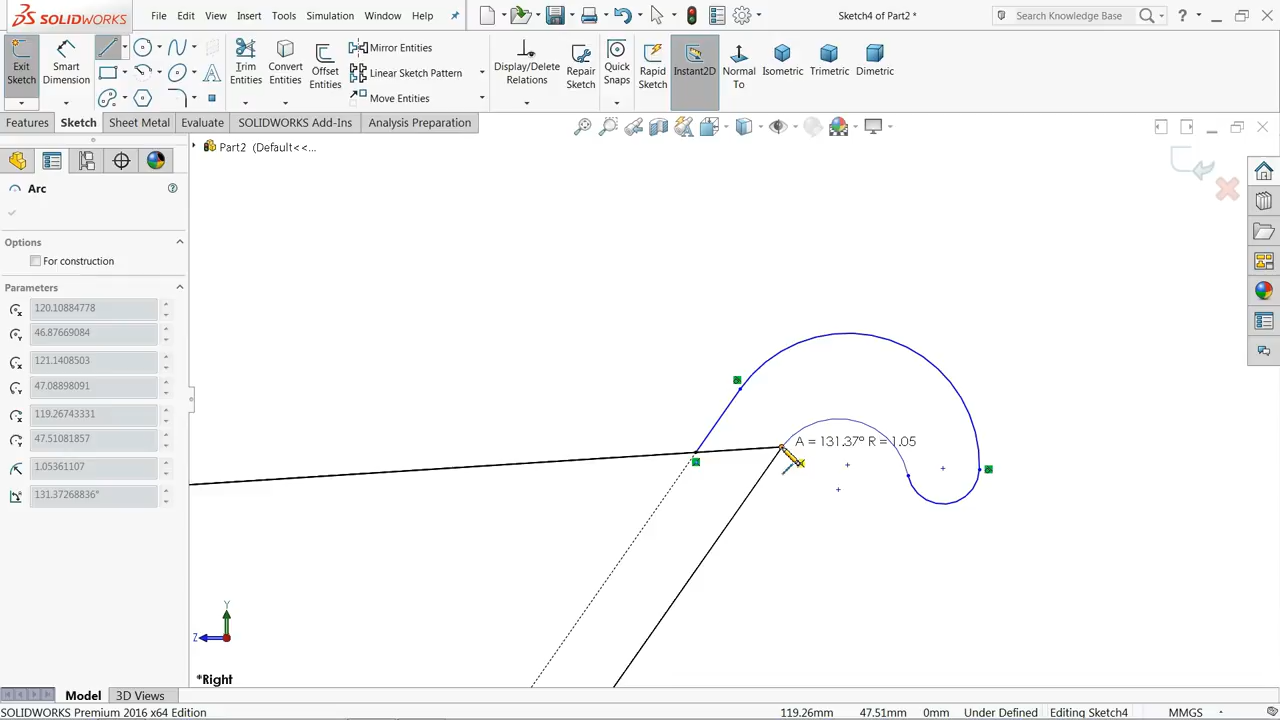 SOLIDWORKS
File Edit View Insert Tools Simulation Window Help
Sketch4 of Part2 *
Search Knowledge Base
?
Exit Sketch
Smart Dimension
Trim Entities
Convert Entities
Offset Entities
Mirror Entities
Linear Sketch Pattern
Move Entities
Display/Delete Relations
Repair Sketch
Quick Snaps
Rapid Sketch
Instant2D
Normal To
Isometric
Trimetric
Dimetric
Features Sketch Sheet Metal Evaluate SOLIDWORKS Add-Ins Analysis Preparation
Part2 (Default<<...
Arc
Options
For construction
Parameters
120.10884778
46.87669084
121.1408503
47.08898091
119.26743331
47.51081857
1.05361107
131.37268836°
A = 131.37° R = 1.05
Y
Z
*Right
Model 3D Views
SOLIDWORKS Premium 2016 x64 Edition
119.26mm 47.51mm 0mm Under Defined Editing Sketch4 MMGS